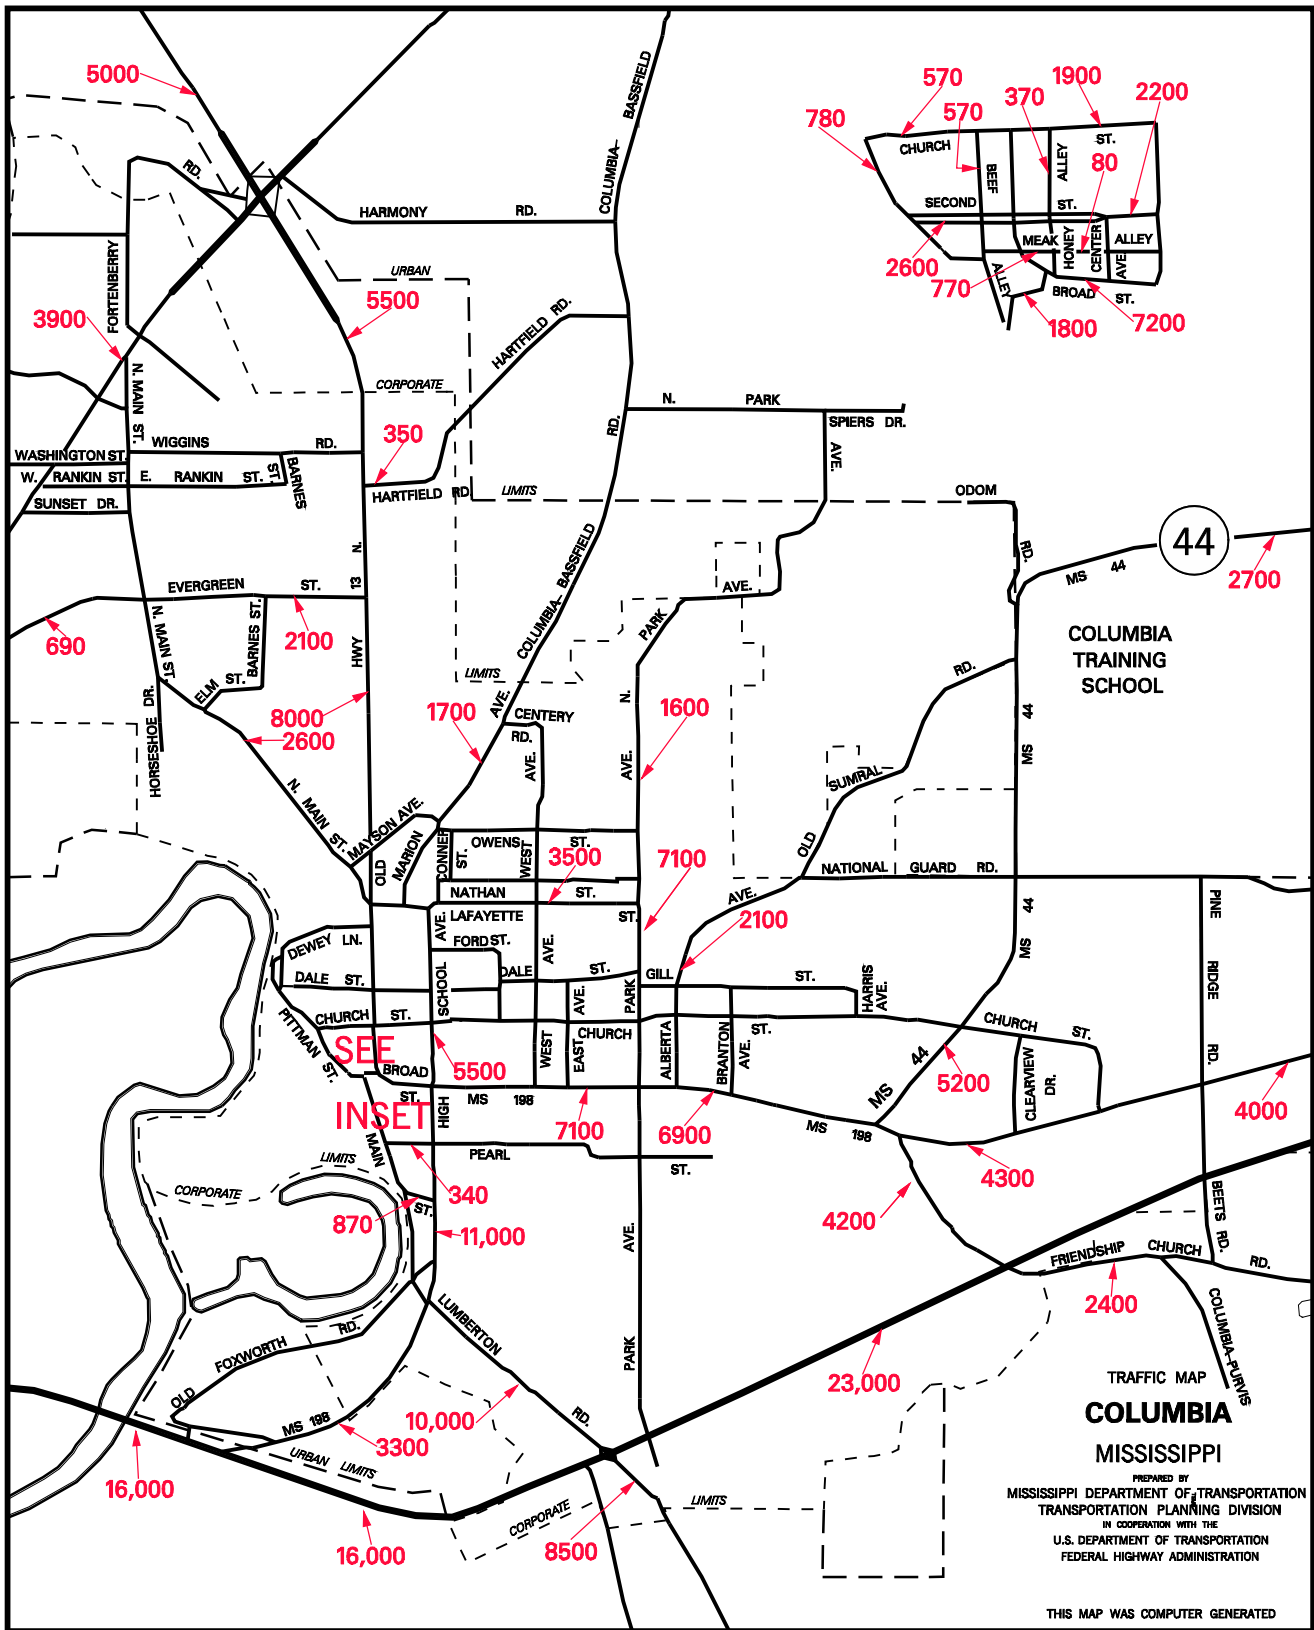 5000
570
570
370
1900
2200
780
80
CHURCH
ST.
BEEF
ALLEY
SECOND
ST.
MEAK
HONEY
CENTER
AVE.
ALLEY
ALLEY
BROAD
ST.
2600
770
1800
7200
COLUMBIA-
BASSFIELD
RD.
HARMONY
RD.
URBAN
FORTENBERRY
5500
3900
HARTFIELD
RD.
CORPORATE
N. MAIN ST.
N.
PARK
SPIERS DR.
AVE.
350
RD.
WIGGINS
RD.
WASHINGTON ST.
W.
RANKIN ST.
E.
RANKIN
ST.
ST.
BARNES
SUNSET DR.
HARTFIELD RD.
LIMITS
ODOM
RD.
MS
44
44
2700
N.
13
HWY
COLUMBIA-
BASSFIELD
AVE.
EVERGREEN
ST.
690
2100
BARNES ST.
N. MAIN ST.
ELM
ST.
HORSESHOE DR.
8000
2600
LIMITS
PARK
AVE.
N.
AVE.
1700
1600
CENTERY
RD.
AVE.
COLUMBIA
TRAINING
SCHOOL
RD.
SUMRAL
OLD
44
MS
N. MAIN
ST.
MAYSON AVE.
OLD
MARION
CONNER
ST.
OWENS
ST.
WEST
3500
7100
NATHAN
ST.
LAFAYETTE
ST.
AVE.
2100
NATIONAL
GUARD
RD.
44
MS
PINE
RIDGE
RD.
DEWEY
LN.
AVE.
FORD ST.
AVE.
DALE
ST.
SCHOOL
DALE
ST.
GILL
ST.
HARRIS
AVE.
AVE.
PARK
PITTMAN
ST.
CHURCH
ST.
CHURCH
ST.
CHURCH
ST.
WEST
EAST
ALBERTA
BRANTON
AVE.
SEE
INSET
BROAD
ST.
5500
MS
198
HIGH
7100
6900
MS
44
5200
CLEARVIEW
DR.
4000
MS
198
4300
MAIN
PEARL
ST.
340
LIMITS
CORPORATE
870
ST.
11,000
4200
AVE.
BEETS
RD.
FRIENDSHIP
CHURCH
RD.
2400
COLUMBIA-PURVIS
LUMBERTON
RD.
FOXWORTH
RD.
OLD
PARK
23,000
MS 198
10,000
3300
URBAN
LIMITS
16,000
16,000
CORPORATE
8500
LIMITS
TRAFFIC MAP
COLUMBIA
MISSISSIPPI
PREPARED BY
MISSISSIPPI DEPARTMENT OF TRANSPORTATION
TRANSPORTATION PLANNING DIVISION
IN COOPERATION WITH THE
U.S. DEPARTMENT OF TRANSPORTATION
FEDERAL HIGHWAY ADMINISTRATION
THIS MAP WAS COMPUTER GENERATED